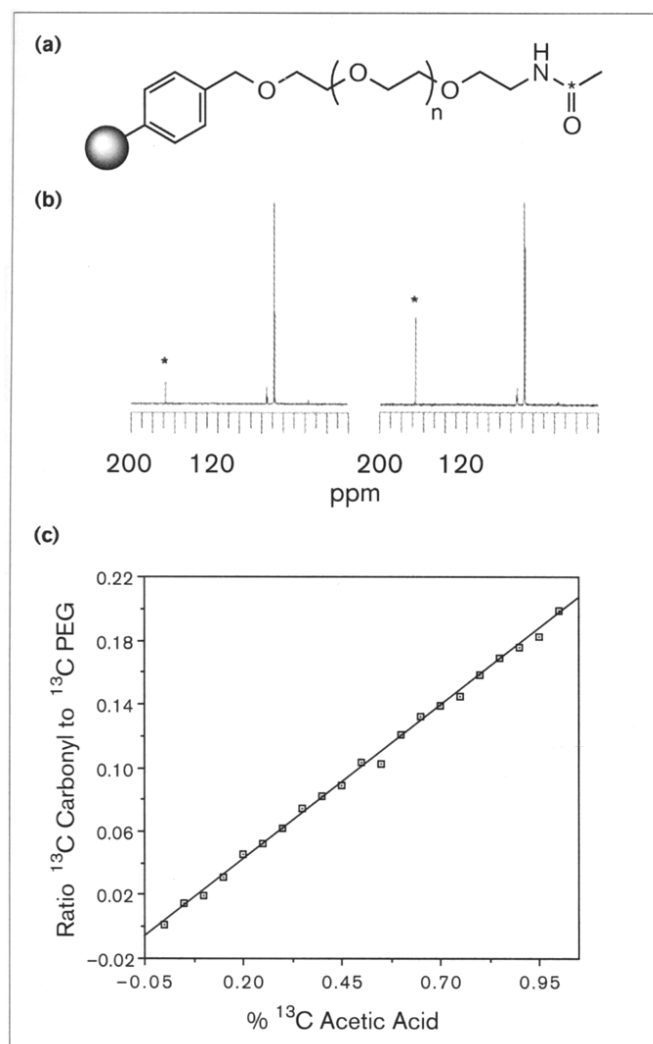 (a)
H
O
O
O
N
*
n
O
(b)
*
*
200 120
200 120
ppm
(c)
Ratio ¹³C Carbonyl to ¹³C PEG
0.22
0.18
0.14
0.10
0.06
0.02
−0.02
−0.05 0.20 0.45 0.70 0.95
% ¹³C Acetic Acid